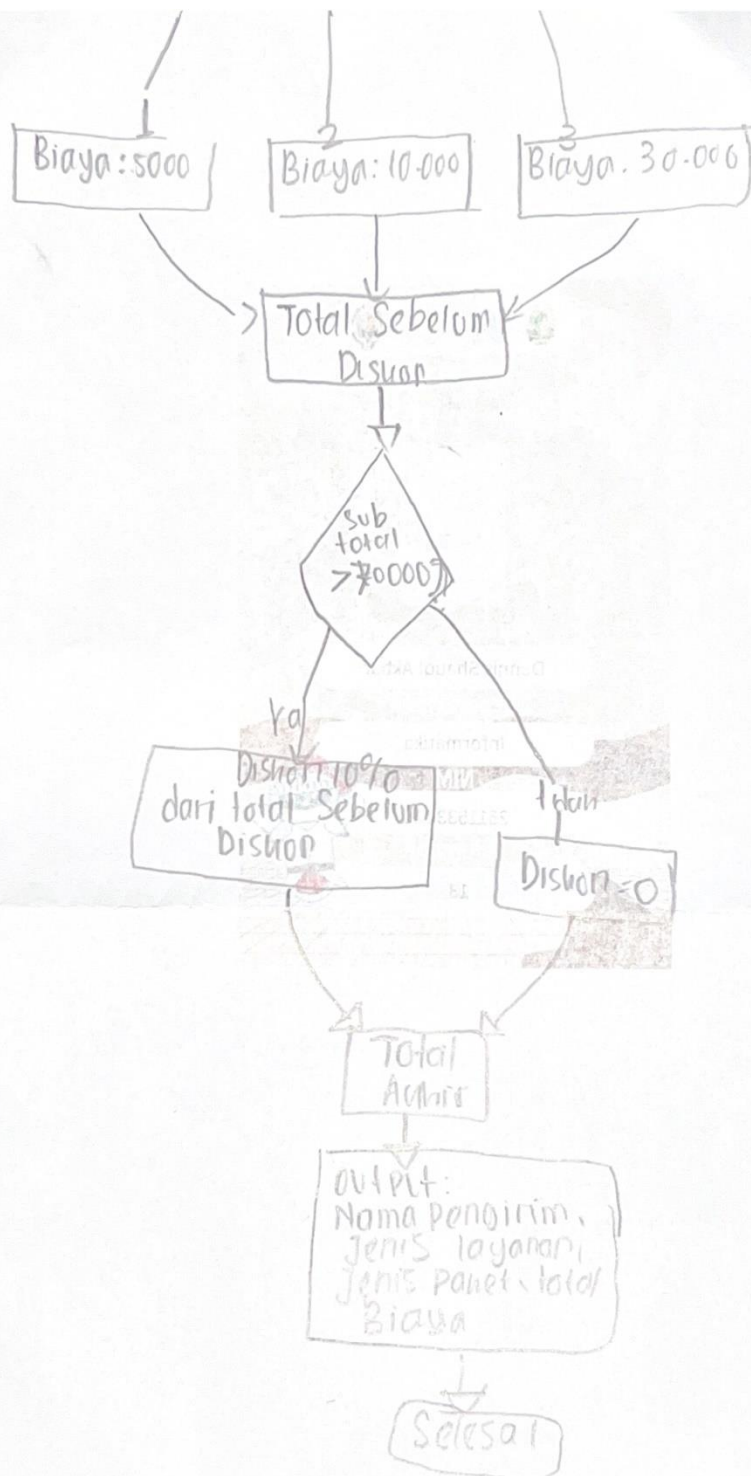 1
2
3
Biaya: 5000
Biaya: 10.000
Biaya. 30.000
Total Sebelum
Diskon
Sub
total
Ya
Diskon 10%
dari total Sebelum
Diskon
tidak
Diskon = 0
Total
Akhir
Output:
Nama pengirim,
Jenis layanan,
Jenis Paket, total
Biaya
Selesai